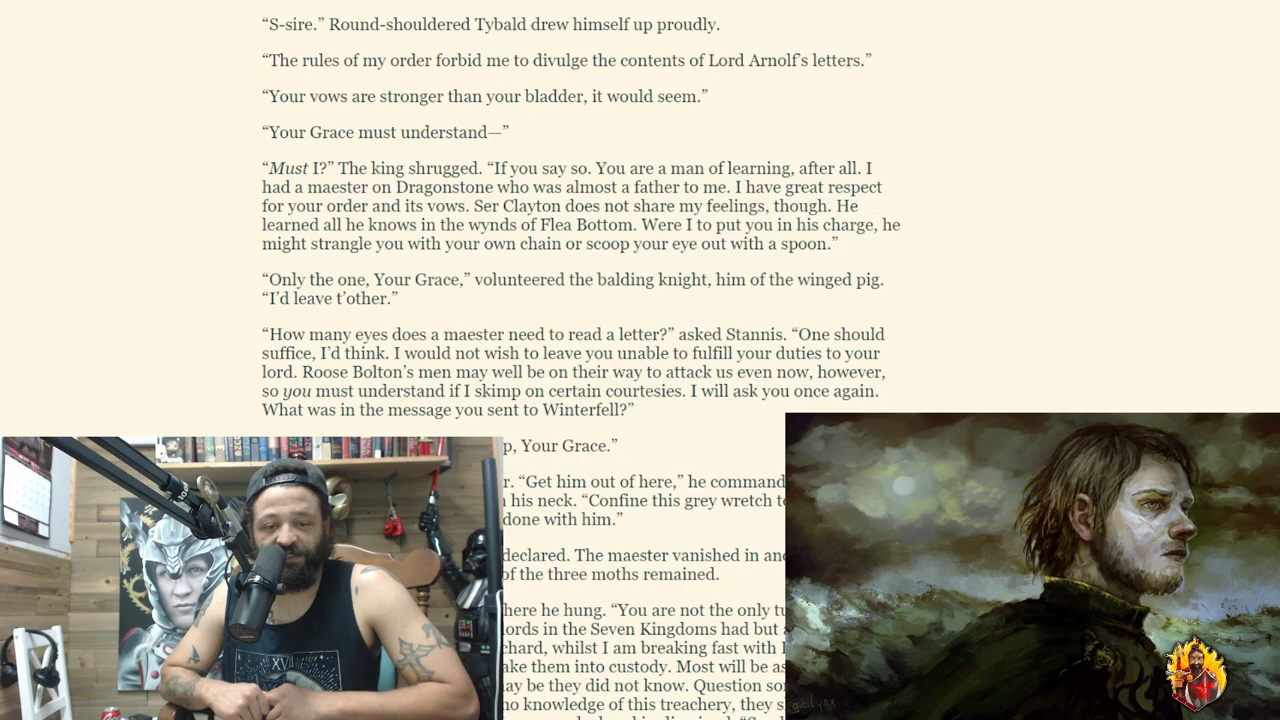 “S-sire.” Round-shouldered Tybald drew himself up proudly.
“The rules of my order forbid me to divulge the contents of Lord Arnolf’s letters.”
“Your vows are stronger than your bladder, it would seem.”
“Your Grace must understand—”
“Must I?” The king shrugged. “If you say so. You are a man of learning, after all. I
had a maester on Dragonstone who was almost a father to me. I have great respect
for your order and its vows. Ser Clayton does not share my feelings, though. He
learned all he knows in the wynds of Flea Bottom. Were I to put you in his charge, he
might strangle you with your own chain or scoop your eye out with a spoon.”
“Only the one, Your Grace,” volunteered the balding knight, him of the winged pig.
“I’d leave t’other.”
“How many eyes does a maester need to read a letter?” asked Stannis. “One should
suffice, I’d think. I would not wish to leave you unable to fulfill your duties to your
lord. Roose Bolton’s men may well be on their way to attack us even now, however,
so you must understand if I skimp on certain courtesies. I will ask you once again.
What was in the message you sent to Winterfell?”
p, Your Grace.”
r. “Get him out of here,” he command
his neck. “Confine this grey wretch t
done with him.”
declared. The maester vanished in an
of the three moths remained.
here he hung. “You are not the only tu
lords in the Seven Kingdoms had but
chard, whilst I am breaking fast with
ake them into custody. Most will be as
ay be they did not know. Question so
no knowledge of this treachery, they s
XVII